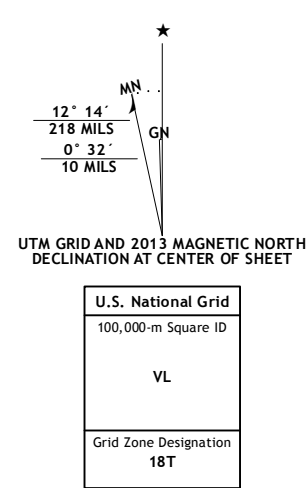 ★
MN
GN
12° 14´
218 MILS
0° 32´
10 MILS
UTM GRID AND 2013 MAGNETIC NORTH
DECLINATION AT CENTER OF SHEET
U.S. National Grid
100,000-m Square ID
VL
Grid Zone Designation
18T